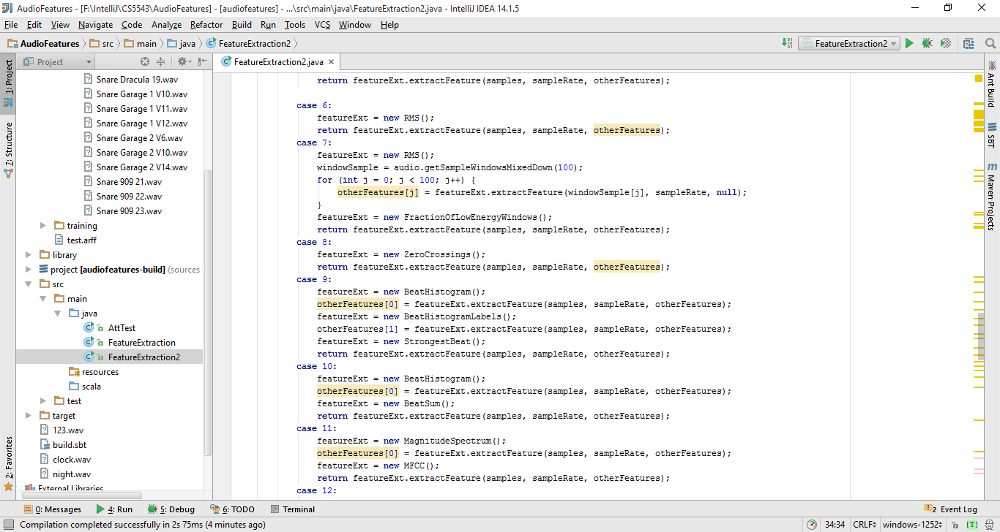 AudioFeatures - [F:\IntelliJ\CS5543\AudioFeatures] - [audiofeatures] - ...\src\main\java\FeatureExtraction2.java - IntelliJ IDEA 14.1.5
File Edit View Navigate Code Analyze Refactor Build Run Tools VCS Window Help
AudioFeatures src main java FeatureExtraction2 FeatureExtraction2
Project
FeatureExtraction2.java
1: Project
7: Structure
2: Favorites
Snare Dracula 19.wav
Snare Garage 1 V10.wav
Snare Garage 1 V11.wav
Snare Garage 1 V12.wav
Snare Garage 2 V6.wav
Snare Garage 2 V10.wav
Snare Garage 2 V14.wav
Snare 909 21.wav
Snare 909 22.wav
Snare 909 23.wav
training
test.arff
library
project [audiofeatures-build] (sources
src
main
java
AttTest
FeatureExtraction
FeatureExtraction2
resources
scala
test
target
123.wav
build.sbt
clock.wav
night.wav
External Libraries
return featureExt.extractFeature(samples, sampleRate, otherFeatures);
case 6:
featureExt = new RMS();
return featureExt.extractFeature(samples, sampleRate, otherFeatures);
case 7:
featureExt = new RMS();
windowSample = audio.getSampleWindowsMixedDown(100);
for (int j = 0; j < 100; j++) {
otherFeatures[j] = featureExt.extractFeature(windowSample[j], sampleRate, null);
}
featureExt = new FractionOfLowEnergyWindows();
return featureExt.extractFeature(samples, sampleRate, otherFeatures);
case 8:
featureExt = new ZeroCrossings();
return featureExt.extractFeature(samples, sampleRate, otherFeatures);
case 9:
featureExt = new BeatHistogram();
otherFeatures[0] = featureExt.extractFeature(samples, sampleRate, otherFeatures);
featureExt = new BeatHistogramLabels();
otherFeatures[1] = featureExt.extractFeature(samples, sampleRate, otherFeatures);
featureExt = new StrongestBeat();
return featureExt.extractFeature(samples, sampleRate, otherFeatures);
case 10:
featureExt = new BeatHistogram();
otherFeatures[0] = featureExt.extractFeature(samples, sampleRate, otherFeatures);
featureExt = new BeatSum();
return featureExt.extractFeature(samples, sampleRate, otherFeatures);
case 11:
featureExt = new MagnitudeSpectrum();
otherFeatures[0] = featureExt.extractFeature(samples, sampleRate, otherFeatures);
featureExt = new MFCC();
return featureExt.extractFeature(samples, sampleRate, otherFeatures);
case 12:
Ant Build
SBT
Maven Projects
0: Messages 4: Run 5: Debug 6: TODO Terminal 2 Event Log
Compilation completed successfully in 2s 75ms (4 minutes ago) 34:34 CRLF windows-1252 [T]